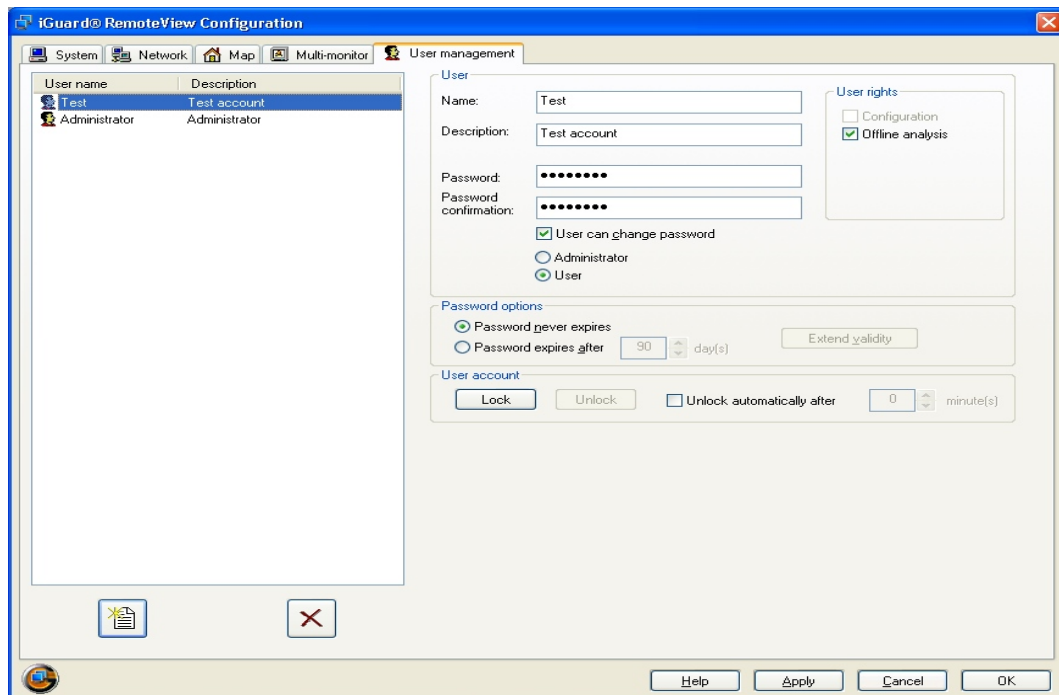 iGuard® RemoteView Configuration
System Network Map Multi-monitor User management
User name Description
Test Test account
Administrator Administrator
User
Name: Test
Description: Test account
Password: ●●●●●●●●
Password confirmation: ●●●●●●●●
User can change password
Administrator
User
User rights
Configuration
Offline analysis
Password options
Password never expires
Password expires after 90 day(s)
Extend validity
User account
Lock Unlock Unlock automatically after 0 minute(s)
Help Apply Cancel OK